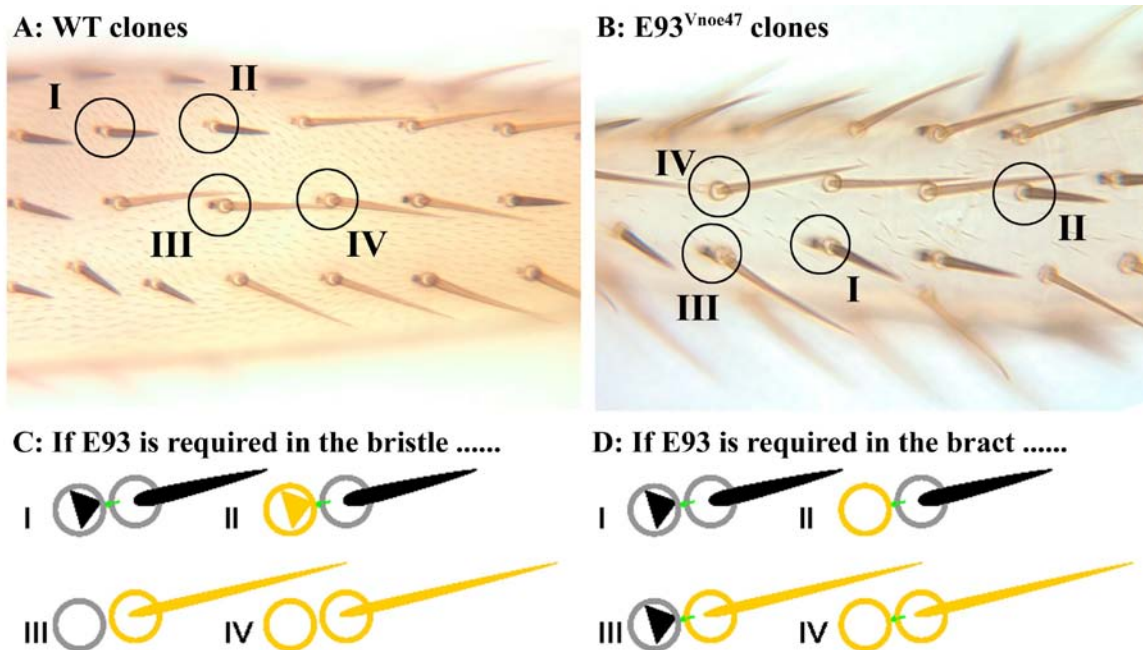 A: WT clones
B: E93^Vnoe47 clones
I
II
III
IV
IV
II
III
I
C: If E93 is required in the bristle ......
D: If E93 is required in the bract ......
I
II
I
II
III
IV
III
IV